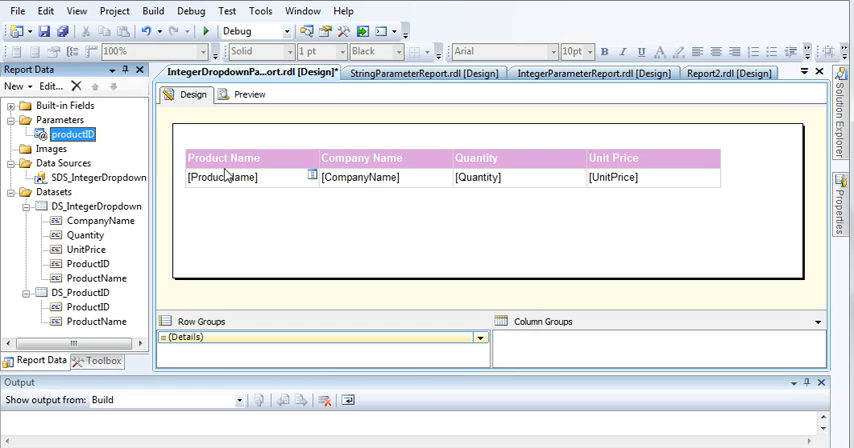 File Edit View Project Build Debug Test Tools Window Help
Debug
100% Solid 1 pt Black Arial 10pt B I U A
Report Data
IntegerDropdownPa...ort.rdl [Design]* StringParameterReport.rdl [Design] IntegerParameterReport.rdl [Design] Report2.rdl [Design]
New Edit...
Design Preview
Built-in Fields
Parameters
productID
Images
Data Sources
SDS_IntegerDropdown
Datasets
DS_IntegerDropdown
CompanyName
Quantity
UnitPrice
ProductID
ProductName
DS_ProductID
ProductID
ProductName
Product Name Company Name Quantity Unit Price
[ProductName] [CompanyName] [Quantity] [UnitPrice]
Row Groups Column Groups
(Details)
Report Data Toolbox
Solution Explorer
Properties
Output
Show output from: Build